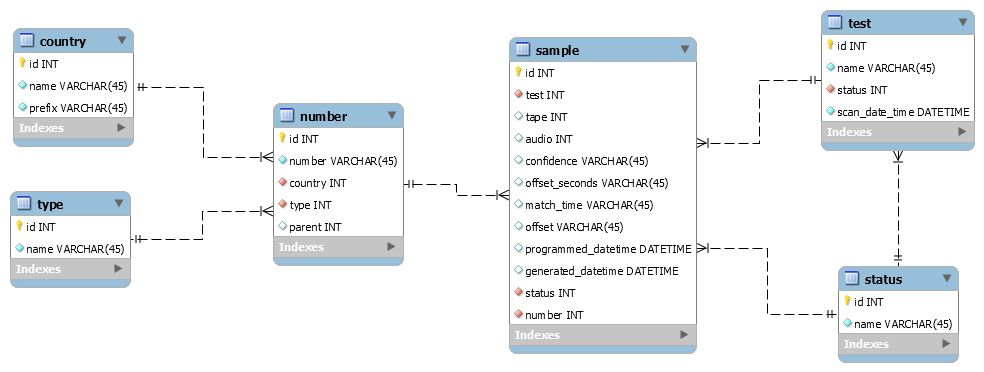 country
id INT
name VARCHAR(45)
prefix VARCHAR(45)
Indexes
type
id INT
name VARCHAR(45)
Indexes
number
id INT
number VARCHAR(45)
country INT
type INT
parent INT
Indexes
sample
id INT
test INT
tape INT
audio INT
confidence VARCHAR(45)
offset_seconds VARCHAR(45)
match_time VARCHAR(45)
offset VARCHAR(45)
programmed_datetime DATETIME
generated_datetime DATETIME
status INT
number INT
Indexes
test
id INT
name VARCHAR(45)
status INT
scan_date_time DATETIME
Indexes
status
id INT
name VARCHAR(45)
Indexes